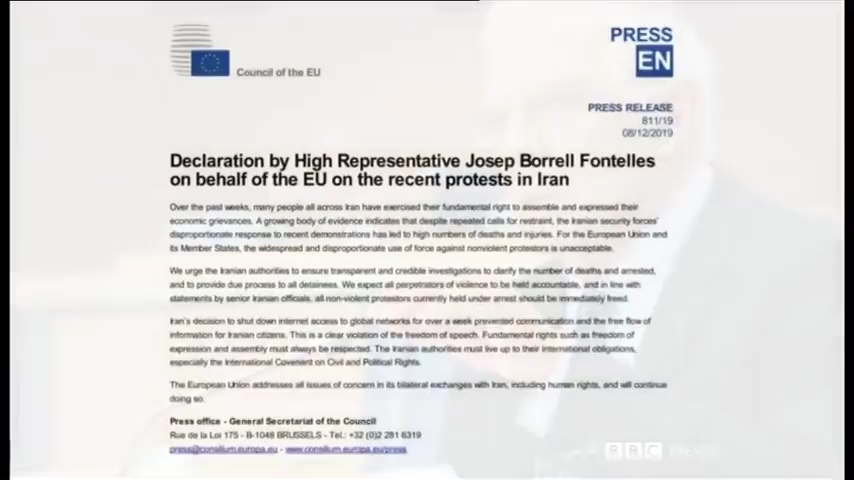 Council of the EU
PRESS
EN
PRESS RELEASE
811/19
08/12/2019
Declaration by High Representative Josep Borrell Fontelles
on behalf of the EU on the recent protests in Iran
Over the past weeks, many people all across Iran have exercised their fundamental right to assemble and expressed their
economic grievances. A growing body of evidence indicates that despite repeated calls for restraint, the Iranian security forces'
disproportionate response to recent demonstrations has led to high numbers of deaths and injuries. For the European Union and
its Member States, the widespread and disproportionate use of force against nonviolent protestors is unacceptable.
We urge the Iranian authorities to ensure transparent and credible investigations to clarify the number of deaths and arrested,
and to provide due process to all detainees. We expect all perpetrators of violence to be held accountable, and in line with
statements by senior Iranian officials, all non-violent protestors currently held under arrest should be immediately freed.
Iran's decision to shut down internet access to global networks for over a week prevented communication and the free flow of
information for Iranian citizens. This is a clear violation of the freedom of speech. Fundamental rights such as freedom of
expression and assembly must always be respected. The Iranian authorities must live up to their international obligations,
especially the International Covenant on Civil and Political Rights.
The European Union addresses all issues of concern in its bilateral exchanges with Iran, including human rights, and will continue
doing so.
Press office - General Secretariat of the Council
Rue de la Loi 175 - B-1048 BRUSSELS - Tel.: +32 (0)2 281 6319
press@consilium.europa.eu - www.consilium.europa.eu/press
BBC